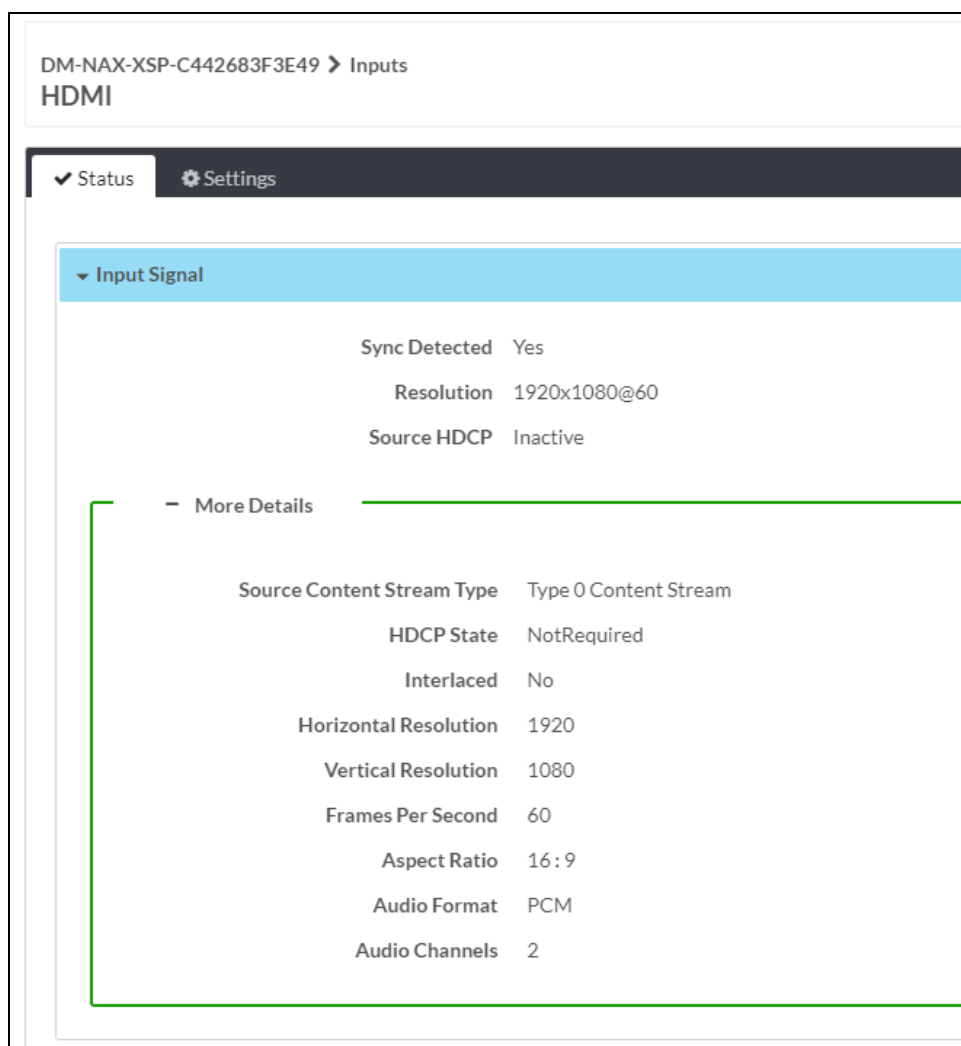 DM-NAX-XSP-C442683F3E49 > Inputs
HDMI
Status Settings
Input Signal
Sync Detected Yes
Resolution 1920x1080@60
Source HDCP Inactive
− More Details
Source Content Stream Type Type 0 Content Stream
HDCP State NotRequired
Interlaced No
Horizontal Resolution 1920
Vertical Resolution 1080
Frames Per Second 60
Aspect Ratio 16 : 9
Audio Format PCM
Audio Channels 2